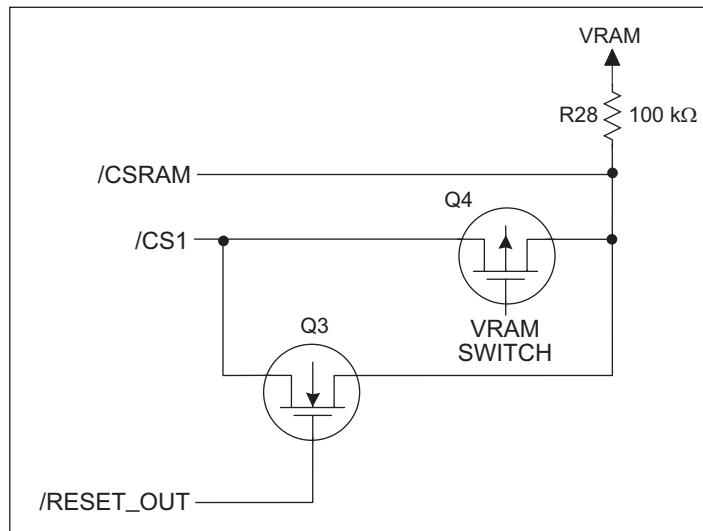 VRAM
R28 100 kΩ
/CSRAM
Q4
/CS1
VRAM
SWITCH
Q3
/RESET_OUT